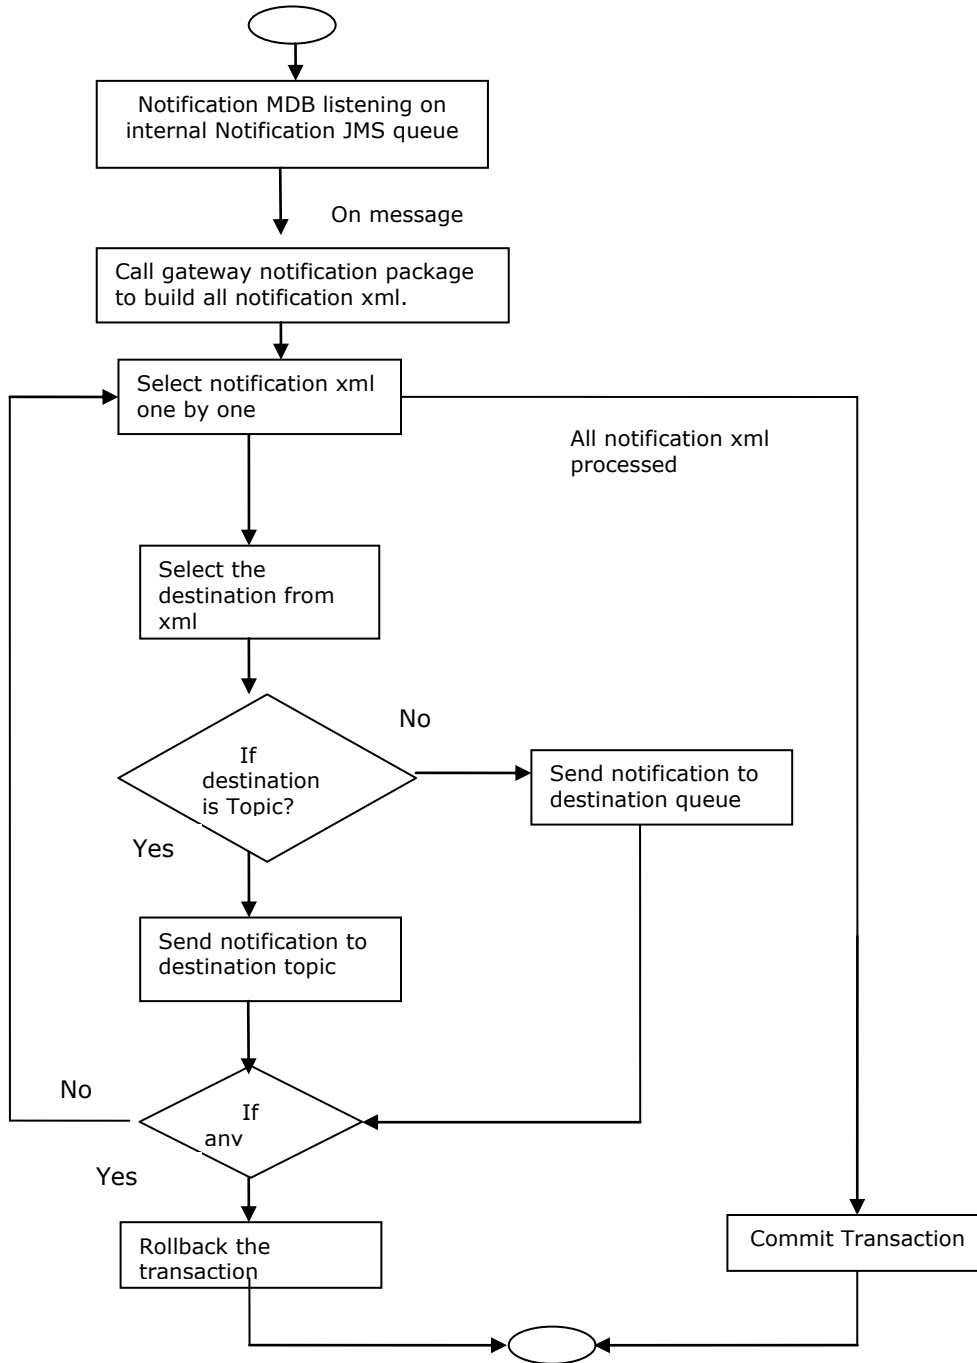 Notification MDB listening on
internal Notification JMS queue
On message
Call gateway notification package
to build all notification xml.
Select notification xml
one by one
All notification xml
processed
Select the
destination from
xml
No
If
destination
is Topic?
Send notification to
destination queue
Yes
Send notification to
destination topic
No
If
any
Yes
Rollback the
transaction
Commit Transaction